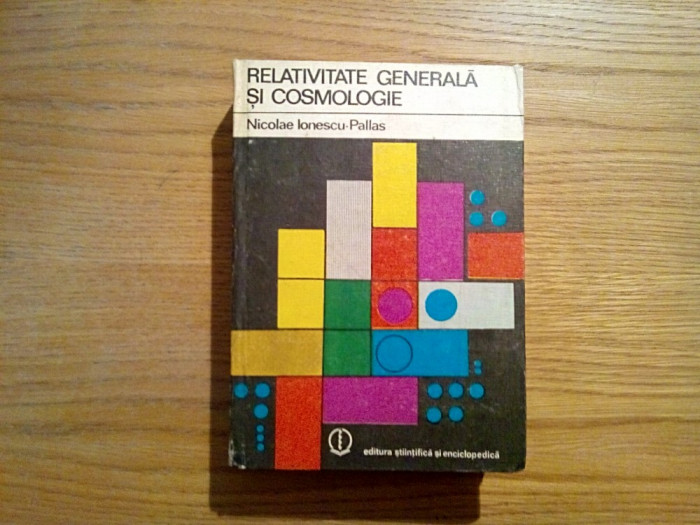 RELATIVITATE GENERALĂ
ȘI COSMOLOGIE
Nicolae Ionescu-Pallas
editura științifică și enciclopedică